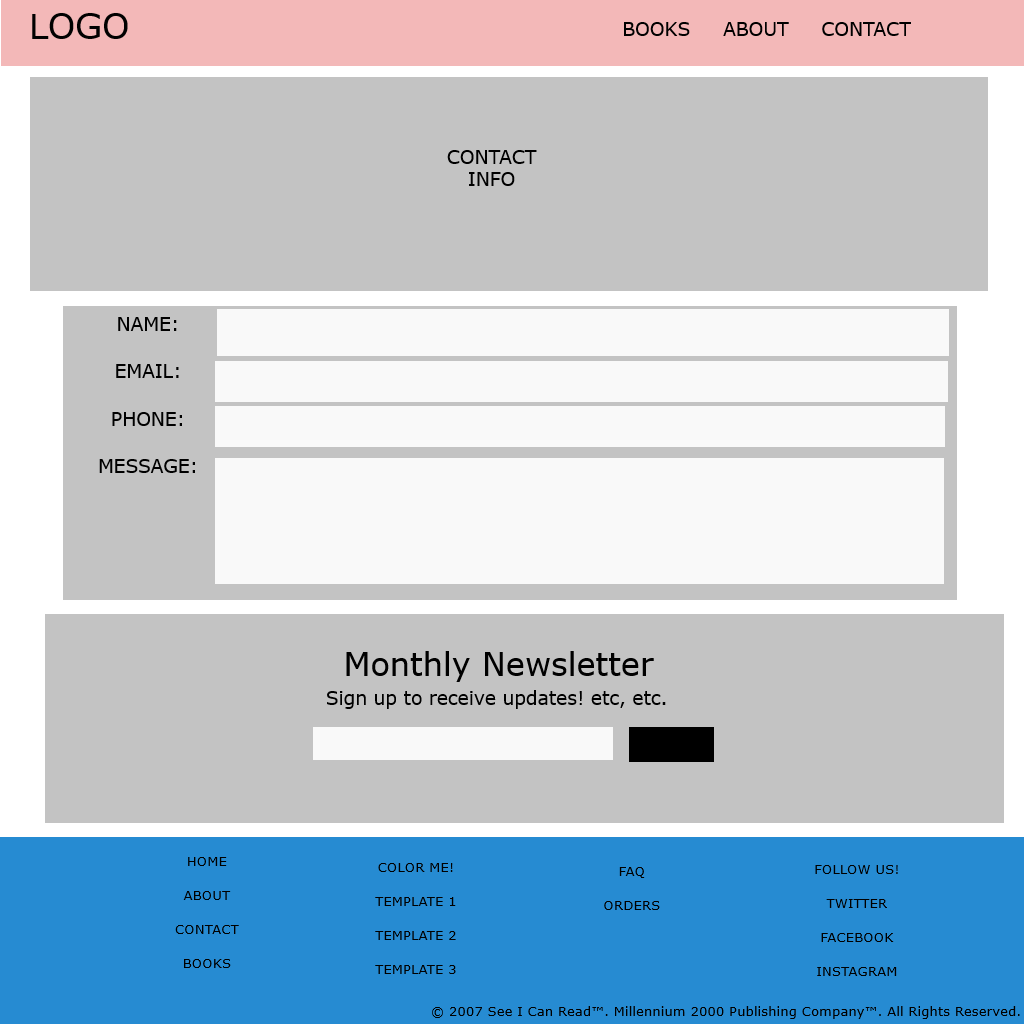 LOGO
BOOKS ABOUT CONTACT
CONTACT
INFO
NAME:
EMAIL:
PHONE:
MESSAGE:
Monthly Newsletter
Sign up to receive updates! etc, etc.
HOME
ABOUT
CONTACT
BOOKS
COLOR ME!
TEMPLATE 1
TEMPLATE 2
TEMPLATE 3
FAQ
ORDERS
FOLLOW US!
TWITTER
FACEBOOK
INSTAGRAM
© 2007 See I Can Read™. Millennium 2000 Publishing Company™. All Rights Reserved.